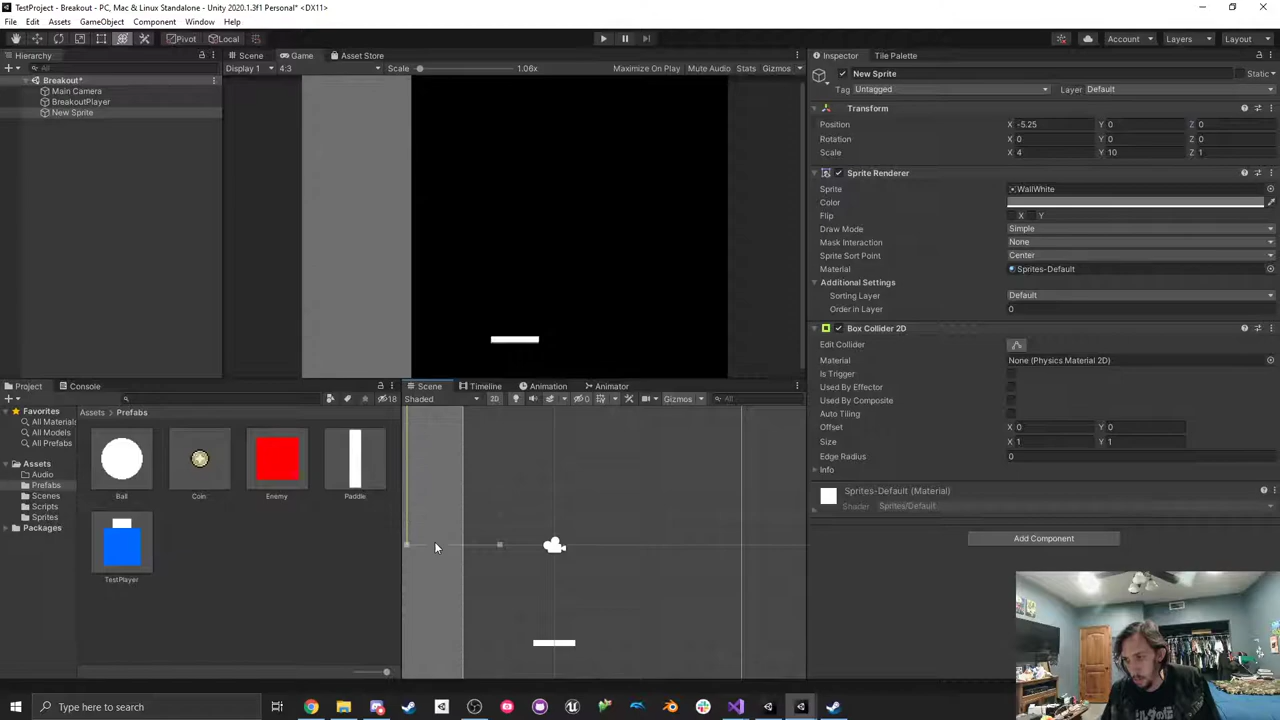 TestProject - Breakout - PC, Mac & Linux Standalone - Unity 2020.1.3f1 Personal* <DX11>
File Edit Assets GameObject Component Window Help
Pivot Local Account Layers Layout
Hierarchy
All
Breakout*
Main Camera
BreakoutPlayer
New Sprite
Scene Game Asset Store
Display 1 4:3 Scale 1.06x Maximize On Play Mute Audio Stats Gizmos
Inspector Tile Palette
New Sprite Static
Tag Untagged Layer Default
Transform
Position X -5.25 Y 0 Z 0
Rotation X 0 Y 0 Z 0
Scale X 4 Y 10 Z 1
Sprite Renderer
Sprite WallWhite
Color
Flip X Y
Draw Mode Simple
Mask Interaction None
Sprite Sort Point Center
Material Sprites-Default
Additional Settings
Sorting Layer Default
Order in Layer 0
Box Collider 2D
Edit Collider
Material None (Physics Material 2D)
Is Trigger
Used By Effector
Used By Composite
Auto Tiling
Offset X 0 Y 0
Size X 1 Y 1
Edge Radius 0
Info
Sprites-Default (Material)
Shader Sprites/Default
Add Component
Project Console
18
Favorites
All Materials
All Models
All Prefabs
Assets
Audio
Prefabs
Scenes
Scripts
Sprites
Packages
Assets > Prefabs
Ball Coin Enemy Paddle
TestPlayer
Scene Timeline Animation Animator
Shaded 2D 0 Gizmos All
Type here to search